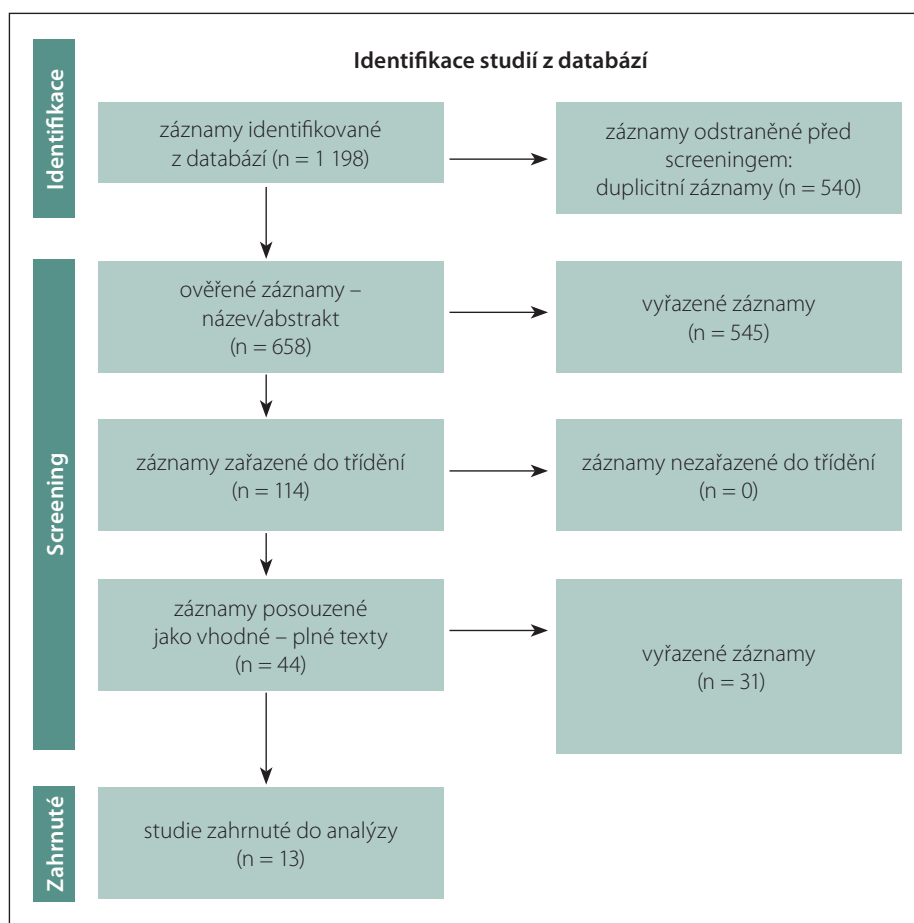 Identifikace studií z databází
Identifikace
záznamy identifikované
z databází (n = 1 198)
záznamy odstraněné před
screeningem:
duplicitní záznamy (n = 540)
Screening
ověřené záznamy –
název/abstrakt
(n = 658)
vyřazené záznamy
(n = 545)
záznamy zařazené do třídění
(n = 114)
záznamy nezařazené do třídění
(n = 0)
záznamy posouzené
jako vhodné – plné texty
(n = 44)
vyřazené záznamy
(n = 31)
Zahrnuté
studie zahrnuté do analýzy
(n = 13)